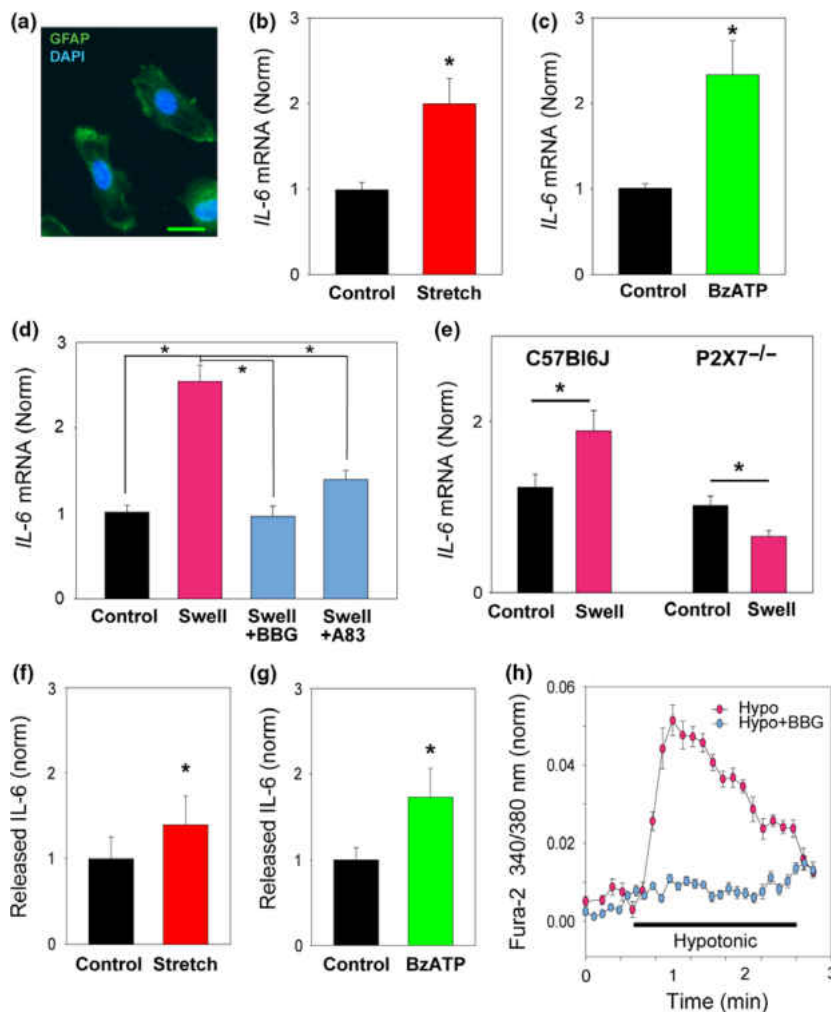 (a)
GFAP
DAPI
(b)
IL-6 mRNA (Norm)
3
2
1
0
*
Control Stretch
(c)
IL-6 mRNA (Norm)
3
2
1
0
*
Control BzATP
(d)
IL-6 mRNA (Norm)
3
2
1
0
* * *
Control Swell Swell Swell
+BBG +A83
(e)
IL-6 mRNA (Norm)
2
0
C57Bl6J P2X7−/−
* *
Control Swell Control Swell
(f)
Released IL-6 (norm)
3
2
1
0
*
Control Stretch
(g)
Released IL-6 (norm)
3
2
1
0
*
Control BzATP
(h)
Fura-2 340/380 nm (norm)
0.06
0.04
0.02
0.00
Hypo
Hypo+BBG
Hypotonic
0 1 2 3
Time (min)